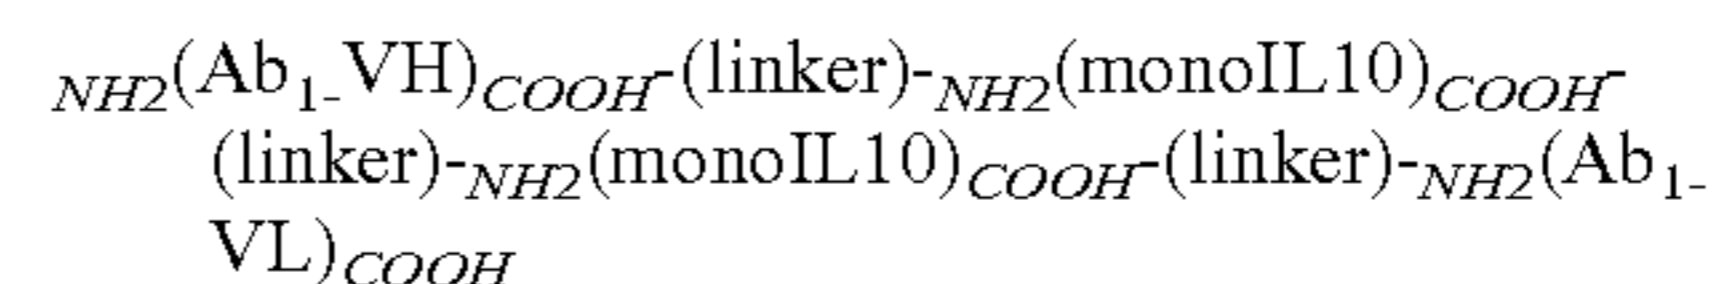 NH2(Ab1-VH)COOH-(linker)-NH2(monoIL10)COOH-
(linker)-NH2(monoIL10)COOH-(linker)-NH2(Ab1-
VL)COOH